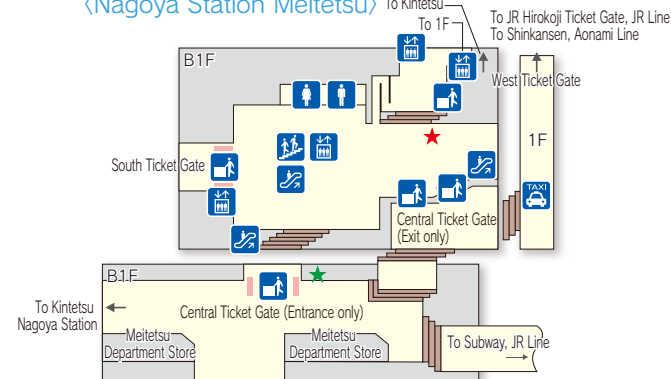 〈Nagoya Station Meitetsu〉
To Kintetsu
To 1F
To JR Hirokoji Ticket Gate, JR Line
To Shinkansen, Aonami Line
B1F
West Ticket Gate
1F
South Ticket Gate
TAXI
Central Ticket Gate
(Exit only)
B1F
To Kintetsu
Nagoya Station
Central Ticket Gate (Entrance only)
Meitetsu
Department Store
Meitetsu
Department Store
To Subway, JR Line